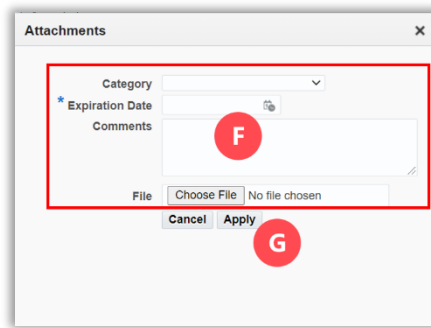 Attachments
Category
* Expiration Date
Comments
F
File Choose File No file chosen
Cancel Apply
G